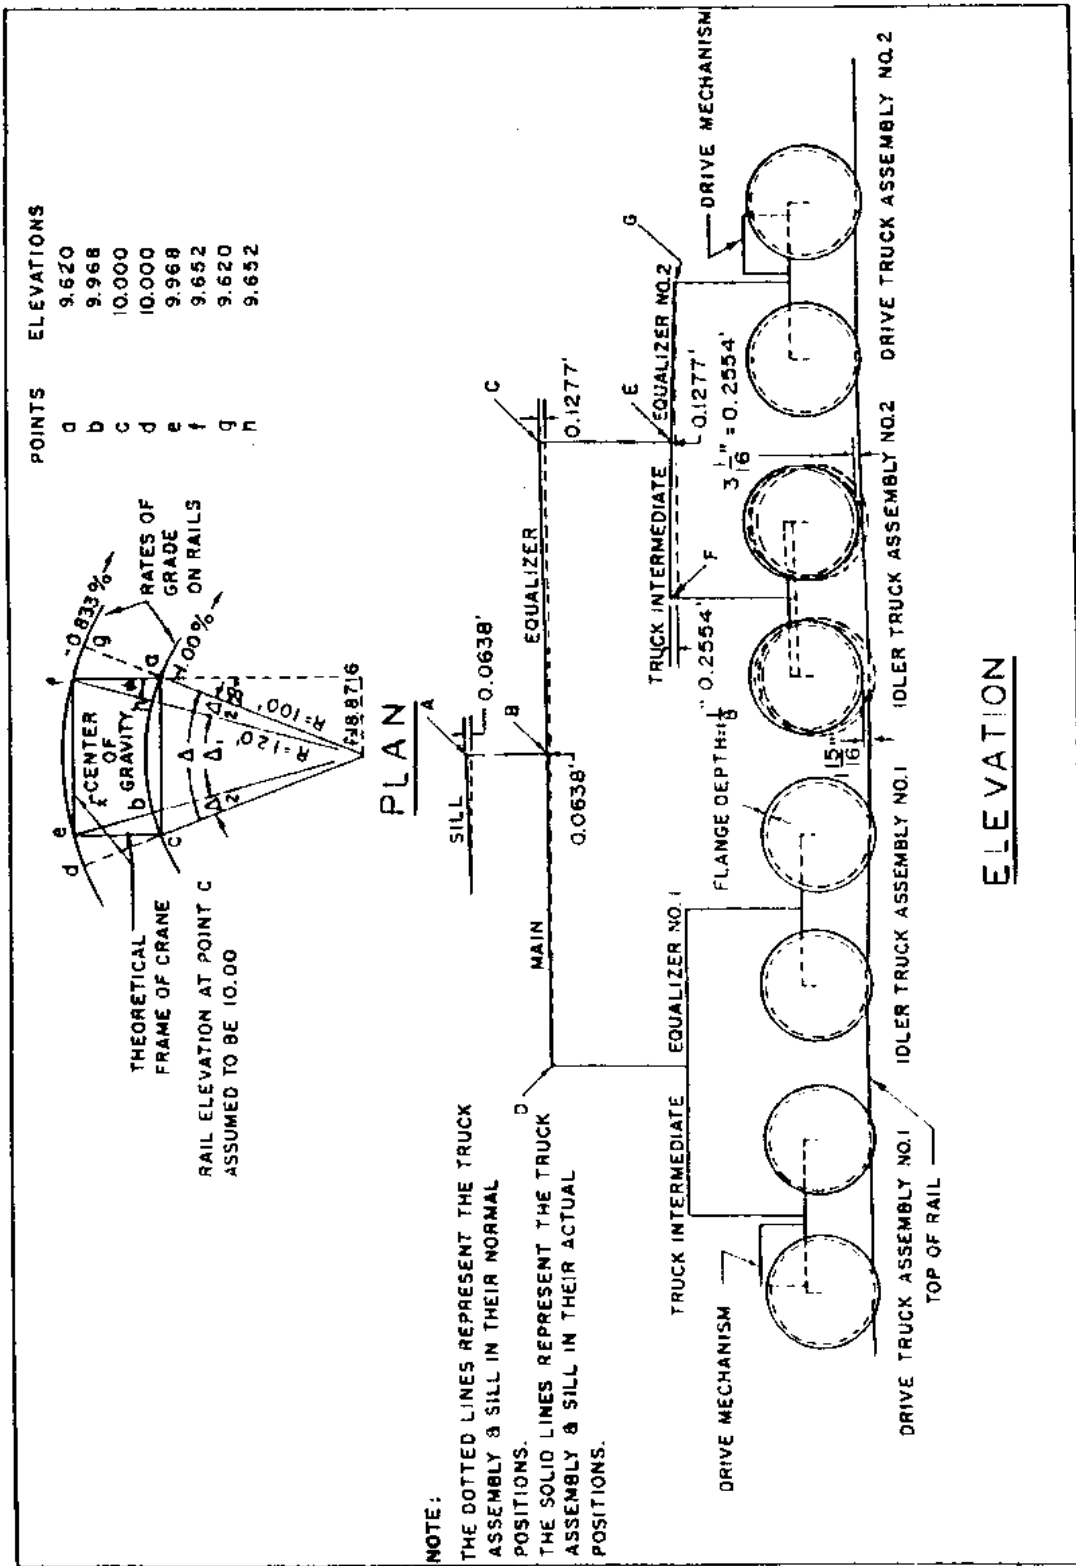 POINTS ELEVATIONS
a 9.620
b 9.968
c 10.000
d 10.000
e 9.968
f 9.652
g 9.620
h 9.652
RATES OF
GRADE
ON RAILS
-0.833%
-1.00%
g
a
f
h
e
d
b
c
CENTER
OF
GRAVITY
R=120'
R=100'
Δ
Δ
Δ
2
Δ
2
THEORETICAL
FRAME OF CRANE
RAIL ELEVATION AT POINT C
ASSUMED TO BE 10.00
PLAN
NOTE:
THE DOTTED LINES REPRESENT THE TRUCK
ASSEMBLY & SILL IN THEIR NORMAL
POSITIONS.
THE SOLID LINES REPRESENT THE TRUCK
ASSEMBLY & SILL IN THEIR ACTUAL
POSITIONS.
A
SILL
0.0638'
B
0.0638'
C
0.1277'
D
MAIN EQUALIZER
TRUCK INTERMEDIATE EQUALIZER NO. 1
TRUCK INTERMEDIATE EQUALIZER NO.2
E
0.1277'
F
G
0.2554'
3 1/16" = 0.2554'
FLANGE DEPTH=1 1/8"
1 15/16"
DRIVE MECHANISM
DRIVE MECHANISM
DRIVE TRUCK ASSEMBLY NO.1
IDLER TRUCK ASSEMBLY NO.1
IDLER TRUCK ASSEMBLY NO.2
DRIVE TRUCK ASSEMBLY NO.2
TOP OF RAIL
ELEVATION